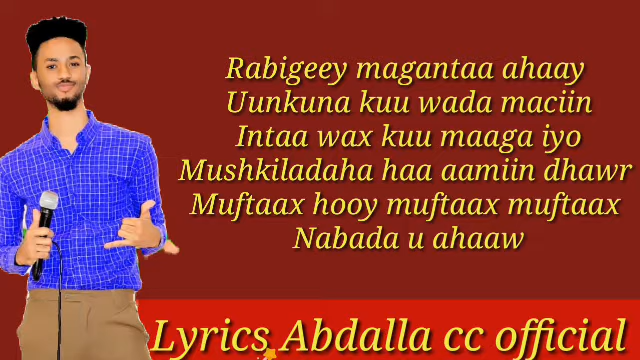 Rabigeey magantaa ahaay
Uunkuna kuu wada maciin
Intaa wax kuu maaga iyo
Mushkiladaha haa aamiin dhawr
Muftaax hooy muftaax muftaax
Nabada u ahaaw
Lyrics Abdalla cc official